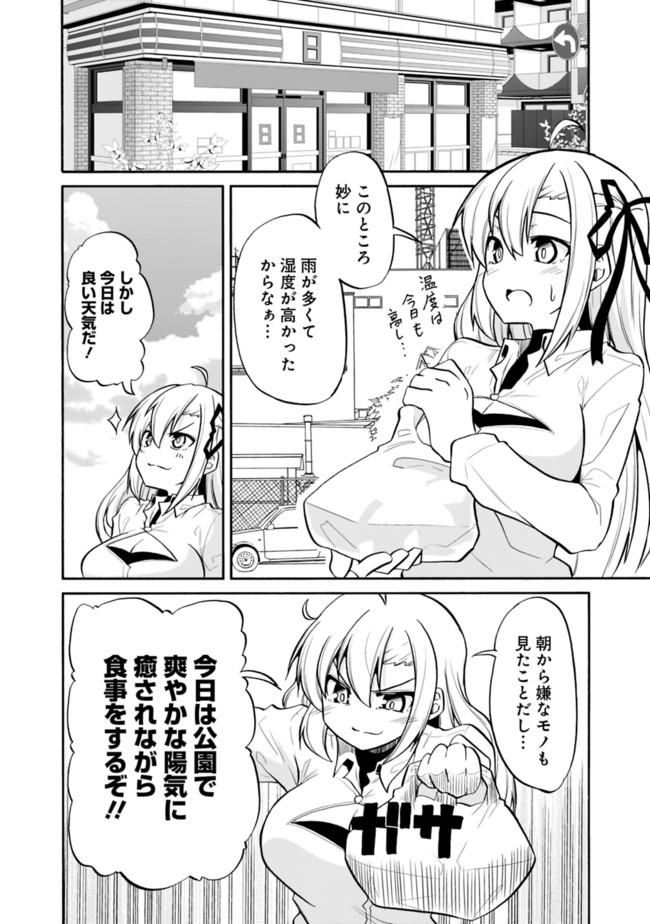 このところ
妙に
雨が多くて
湿度が高かった
からなぁ…
温度は
今日も
高し…
しかし
今日は
良い天気だ!
朝から嫌なモノも
見たことだし…
ガサ
今日は公園で
爽やかな陽気に
癒されながら
食事をするぞ!!